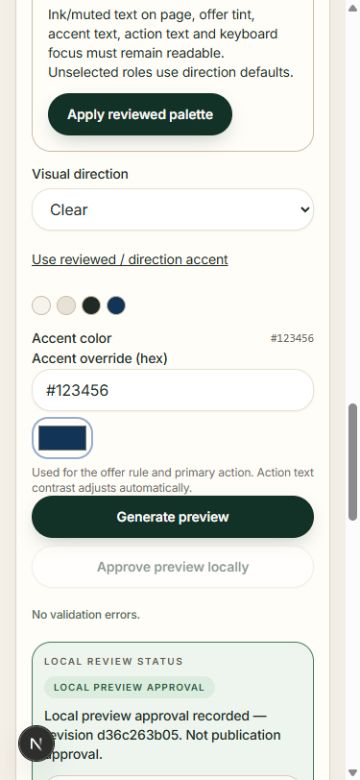 Ink/muted text on page, offer tint,
accent text, action text and keyboard
focus must remain readable.
Unselected roles use direction defaults.
Apply reviewed palette
Visual direction
Clear
Use reviewed / direction accent
Accent color #123456
Accent override (hex)
#123456
Used for the offer rule and primary action. Action text
contrast adjusts automatically.
Generate preview
Approve preview locally
No validation errors.
LOCAL REVIEW STATUS
LOCAL PREVIEW APPROVAL
Local preview approval recorded —
revision d36c263b05. Not publication
approval.
N